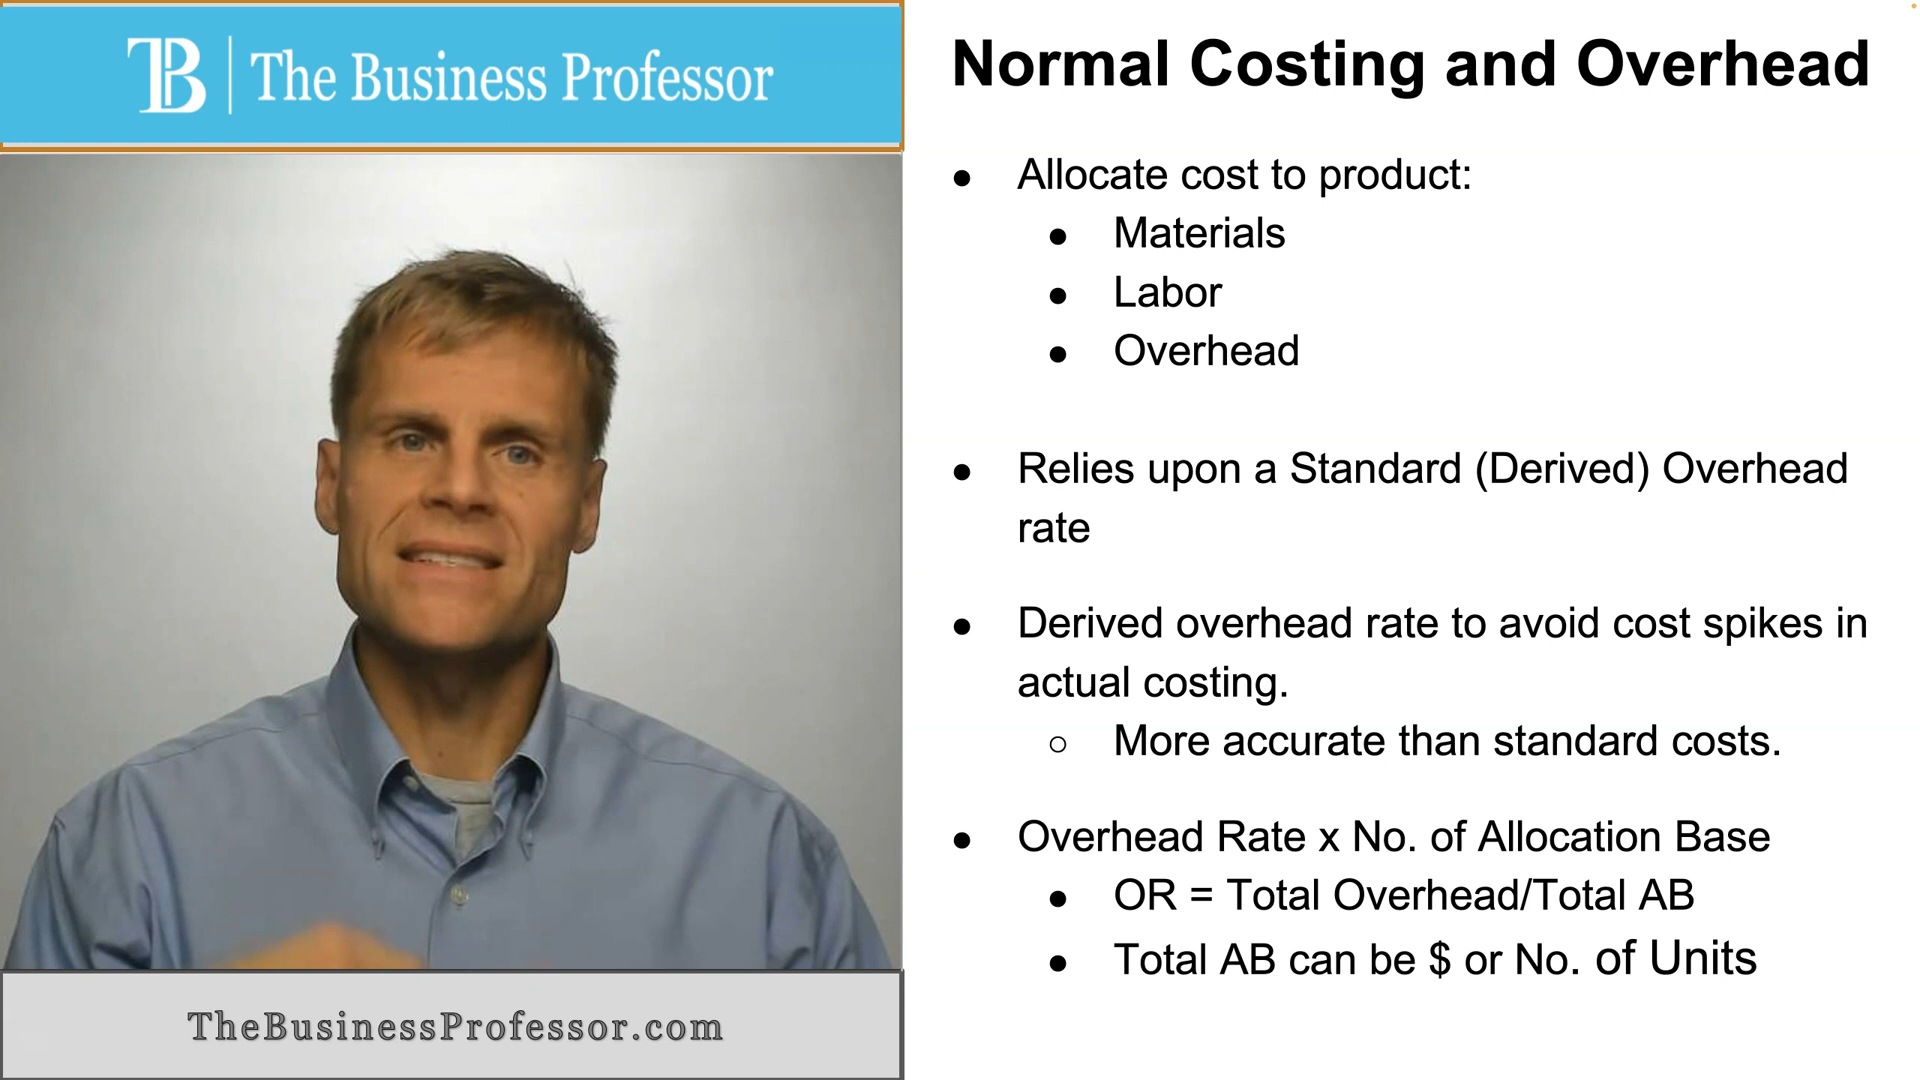 TB The Business Professor
TheBusinessProfessor.com
Normal Costing and Overhead
● Allocate cost to product:
● Materials
● Labor
● Overhead
● Relies upon a Standard (Derived) Overhead
rate
● Derived overhead rate to avoid cost spikes in
actual costing.
○ More accurate than standard costs.
● Overhead Rate x No. of Allocation Base
● OR = Total Overhead/Total AB
● Total AB can be $ or No. of Units